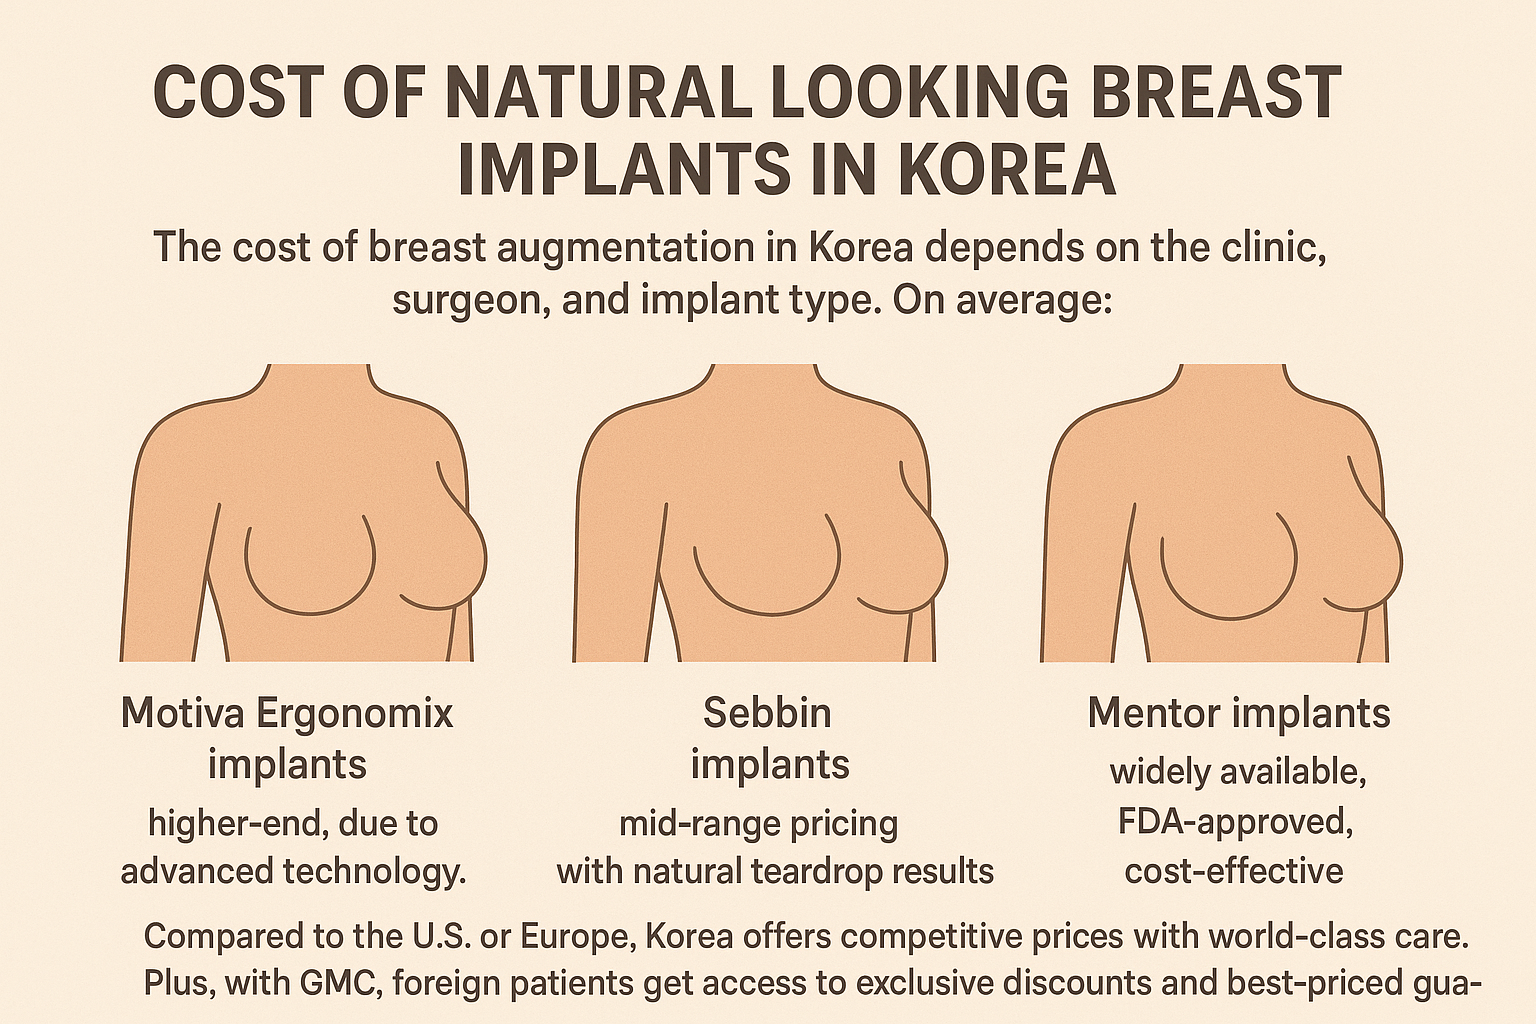 COST OF NATURAL LOOKING BREAST
IMPLANTS IN KOREA
The cost of breast augmentation in Korea depends on the clinic,
surgeon, and implant type. On average:
Motiva Ergonomix
implants
higher-end, due to
advanced technology.
Sebbin
implants
mid-range pricing
with natural teardrop results
Mentor implants
widely available,
FDA-approved,
cost-effective
Compared to the U.S. or Europe, Korea offers competitive prices with world-class care.
Plus, with GMC, foreign patients get access to exclusive discounts and best-priced gua-